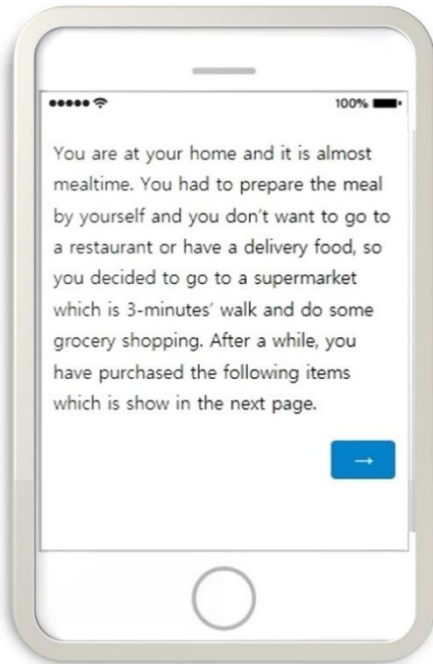 100%
You are at your home and it is almost
mealtime. You had to prepare the meal
by yourself and you don't want to go to
a restaurant or have a delivery food, so
you decided to go to a supermarket
which is 3-minutes' walk and do some
grocery shopping. After a while, you
have purchased the following items
which is show in the next page.
→